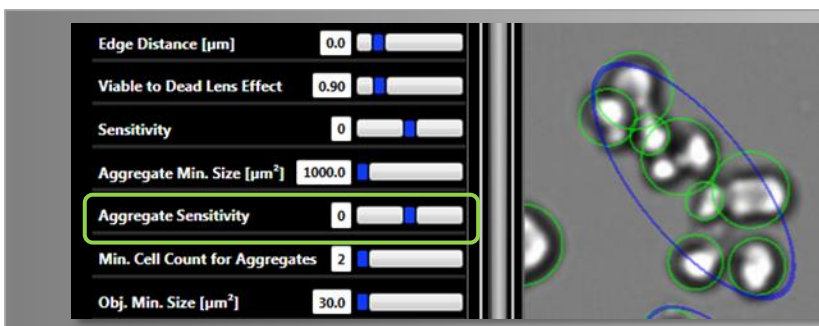 Edge Distance [µm] 0.0
Viable to Dead Lens Effect 0.90
Sensitivity 0
Aggregate Min. Size [µm²] 1000.0
Aggregate Sensitivity 0
Min. Cell Count for Aggregates 2
Obj. Min. Size [µm²] 30.0